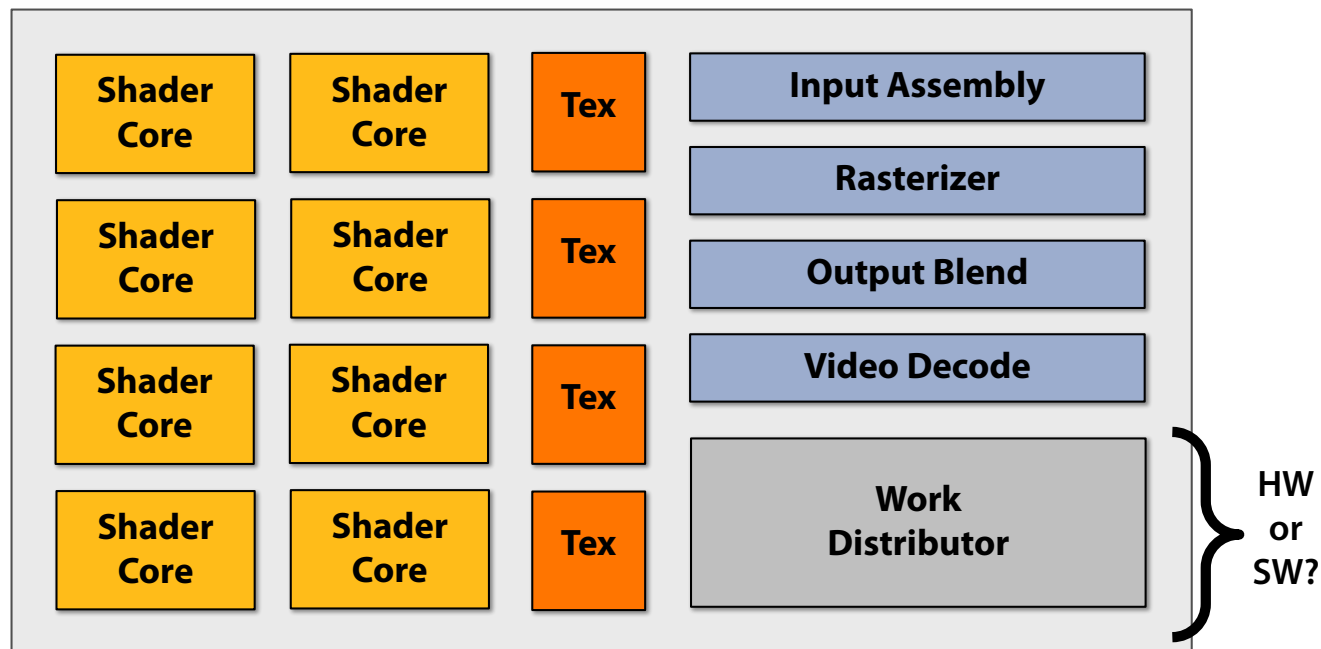 Shader
Core
Shader
Core
Tex
Input Assembly
Shader
Core
Shader
Core
Tex
Rasterizer
Output Blend
Shader
Core
Shader
Core
Tex
Video Decode
Shader
Core
Shader
Core
Tex
Work
Distributor
HW
or
SW?